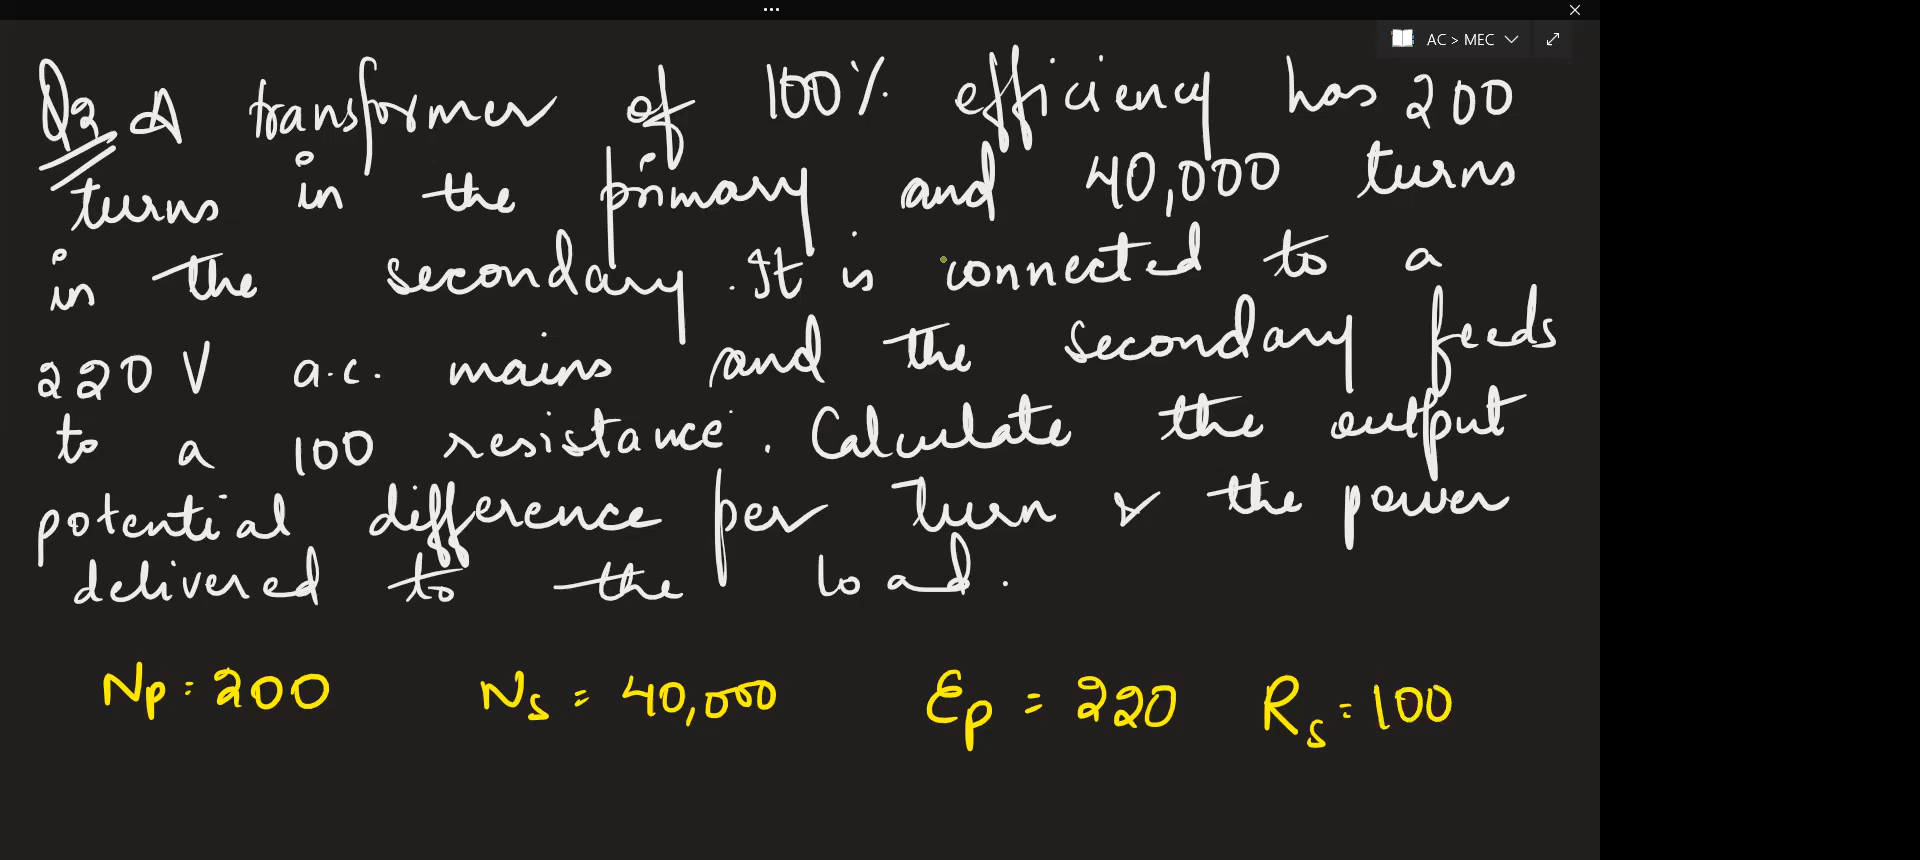 AC > MEC
Q2 A transformer of 100% efficiency has 200
turns in the primary and 40,000 turns
in the secondary. It is connected to a
220 V a.c. mains and the secondary feeds
to a 100 resistance. Calculate the output
potential difference per turn & the power
delivered to the load.
Np = 200 Ns = 40,000 Ep = 220 Rs = 100